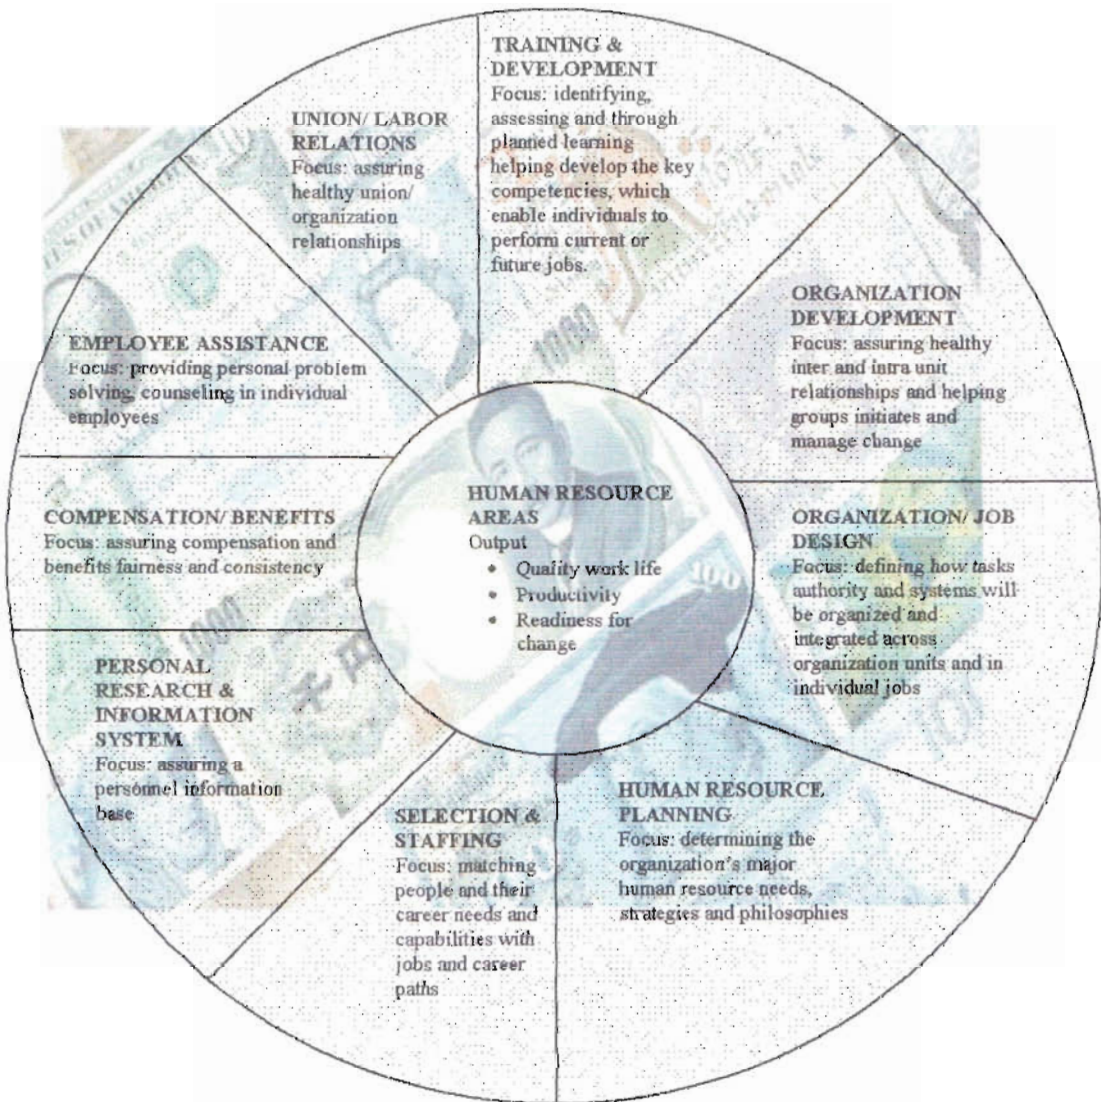 TRAINING &
DEVELOPMENT
Focus: identifying,
assessing and through
planned learning
helping develop the key
competencies, which
enable individuals to
perform current or
future jobs.
ORGANIZATION
DEVELOPMENT
Focus: assuring healthy
inter and intra unit
relationships and helping
groups initiates and
manage change
ORGANIZATION/ JOB
DESIGN
Focus: defining how tasks
authority and systems will
be organized and
integrated across
organization units and in
individual jobs
HUMAN RESOURCE
PLANNING
Focus: determining the
organization's major
human resource needs,
strategies and philosophies
SELECTION &
STAFFING
Focus: matching
people and their
career needs and
capabilities with
jobs and career
paths
PERSONAL
RESEARCH &
INFORMATION
SYSTEM
Focus: assuring a
personnel information
base
COMPENSATION/ BENEFITS
Focus: assuring compensation and
benefits fairness and consistency
EMPLOYEE ASSISTANCE
Focus: providing personal problem
solving, counseling in individual
employees
UNION/ LABOR
RELATIONS
Focus: assuring
healthy union/
organization
relationships
HUMAN RESOURCE
AREAS
Output
• Quality work life
• Productivity
• Readiness for
change
1000
1000
100
100